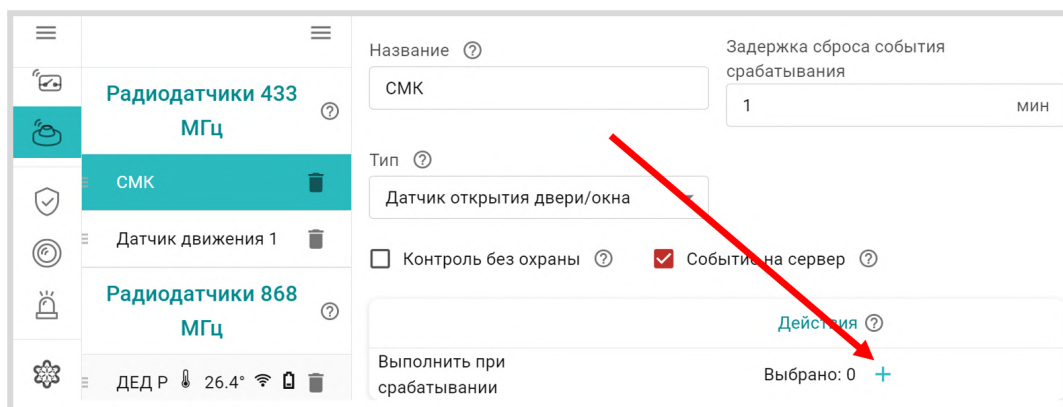 Радиодатчики 433
МГц
СМК
Датчик движения 1
Радиодатчики 868
МГц
ДЕД Р 26.4°
Название
СМК
Задержка сброса события
срабатывания
1 мин
Тип
Датчик открытия двери/окна
Контроль без охраны
Событие на сервер
Действия
Выполнить при
срабатывании
Выбрано: 0 +